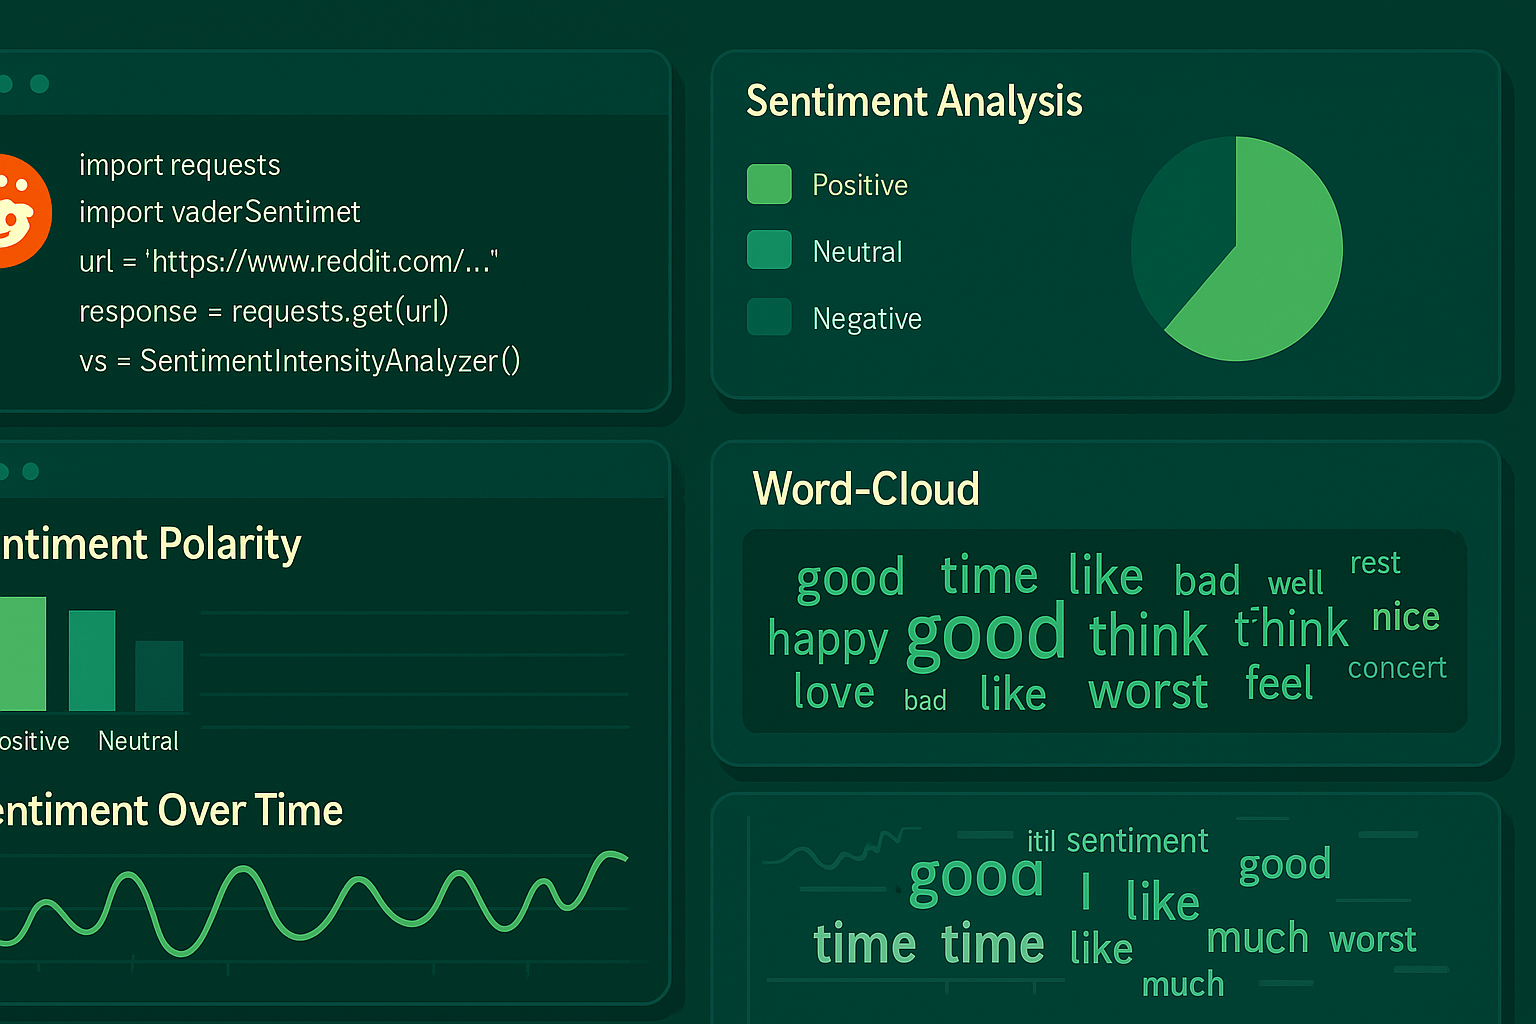 import requests
import vaderSentimet
url = 'https://www.reddit.com/..."
response = requests.get(url)
vs = SentimentIntensityAnalyzer()
Sentiment Analysis
Positive
Neutral
Negative
ntiment Polarity
ositive Neutral
entiment Over Time
Word-Cloud
good time like bad well rest
happy good think think nice
love bad like worst feel concert
itil sentiment
good I like good
time time like much worst
much